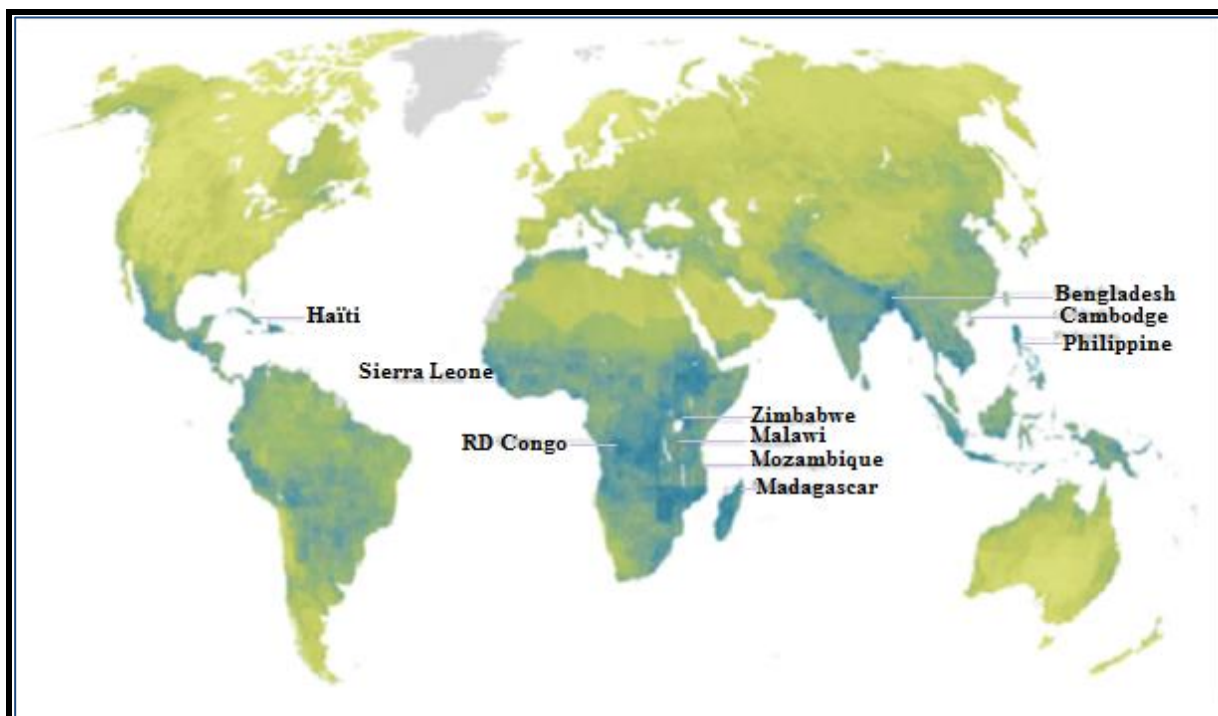 Bengladesh
Haïti
Cambodge
Philippine
Sierra Leone
Zimbabwe
RD Congo
Malawi
Mozambique
Madagascar